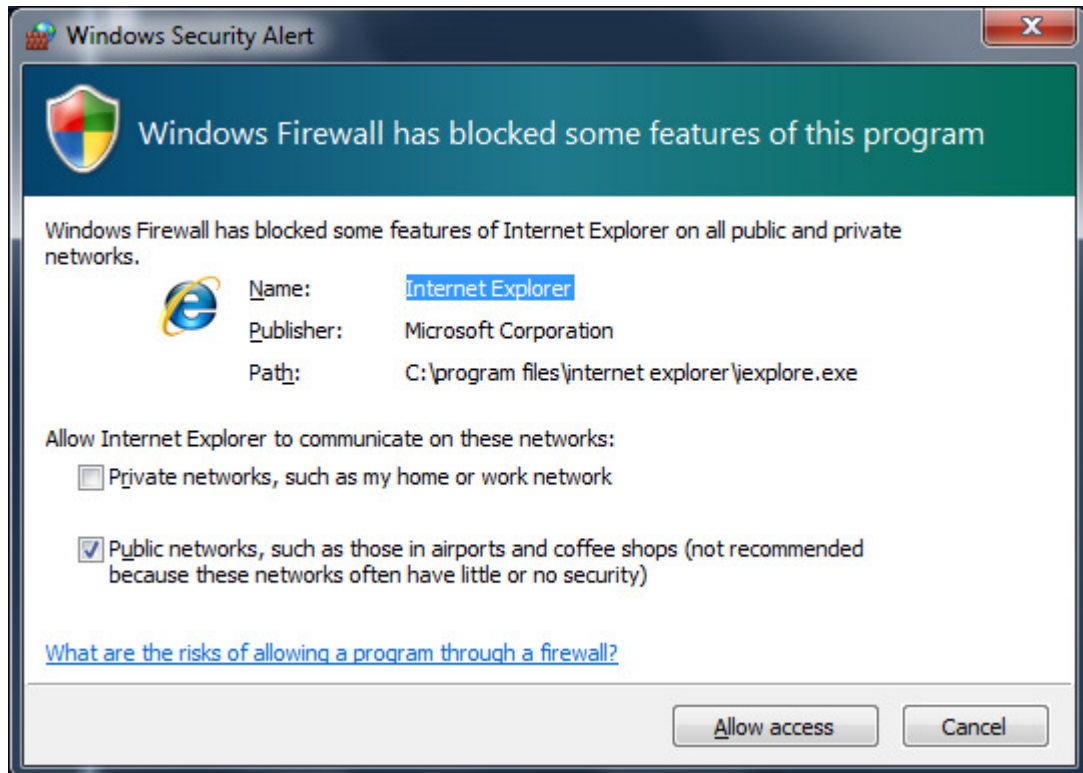 Windows Security Alert
Windows Firewall has blocked some features of this program
Windows Firewall has blocked some features of Internet Explorer on all public and private
networks.
Name: Internet Explorer
Publisher: Microsoft Corporation
Path: C:\program files\internet explorer\iexplore.exe
Allow Internet Explorer to communicate on these networks:
Private networks, such as my home or work network
Public networks, such as those in airports and coffee shops (not recommended
because these networks often have little or no security)
What are the risks of allowing a program through a firewall?
Allow access Cancel